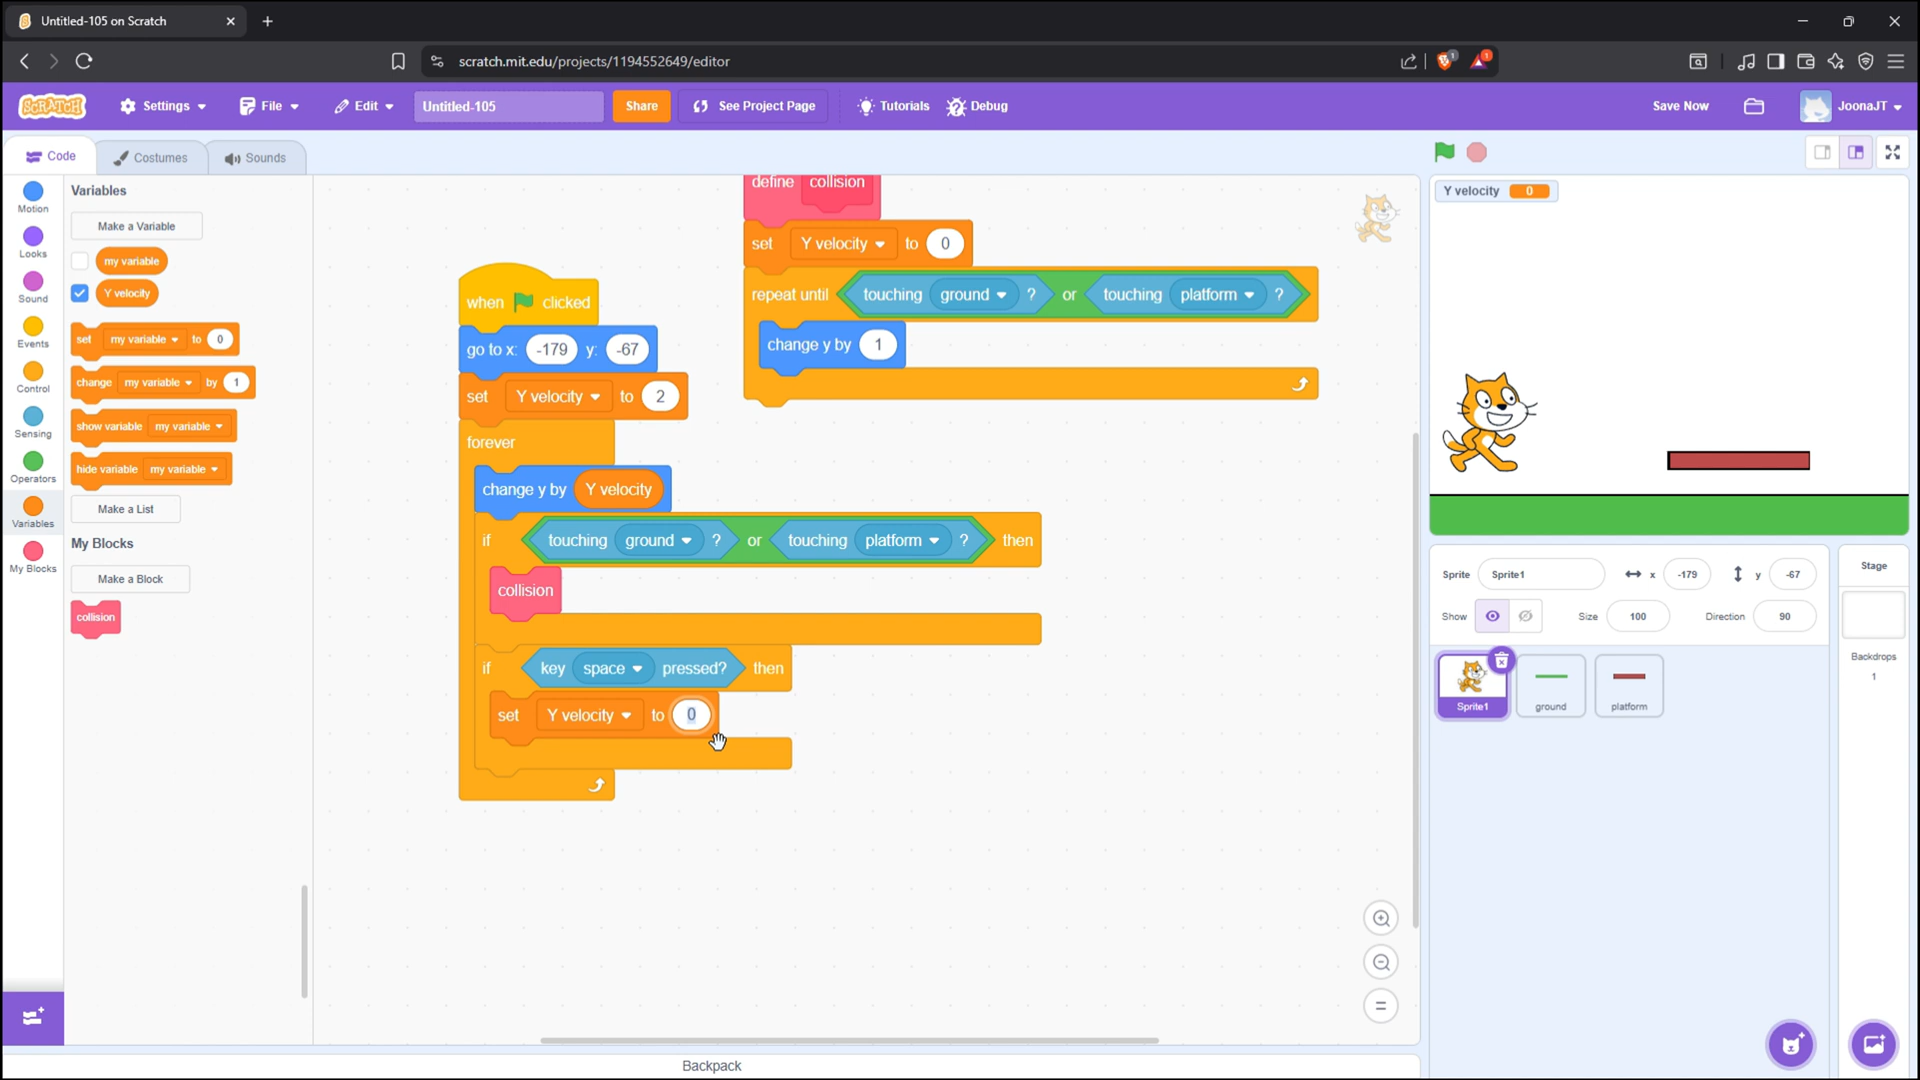 Untitled-105 on Scratch
scratch.mit.edu/projects/1194552649/editor
1
1
SCRATCH
Settings
File
Edit
Untitled-105
Share
See Project Page
Tutorials
Debug
Save Now
JoonaJT
Code
Costumes
Sounds
Motion
Looks
Sound
Events
Control
Sensing
Operators
Variables
My Blocks
Variables
Make a Variable
my variable
Y velocity
set my variable to 0
change my variable by 1
show variable my variable
hide variable my variable
Make a List
My Blocks
Make a Block
collision
define collision
set Y velocity to 0
repeat until touching ground ? or touching platform ?
change y by 1
when clicked
go to x: -179 y: -67
set Y velocity to 2
forever
change y by Y velocity
if touching ground ? or touching platform ? then
collision
if key space pressed? then
set Y velocity to 0
Y velocity 0
Sprite Sprite1 x -179 y -67
Show Size 100 Direction 90
Sprite1
ground
platform
Stage
Backdrops
1
Backpack